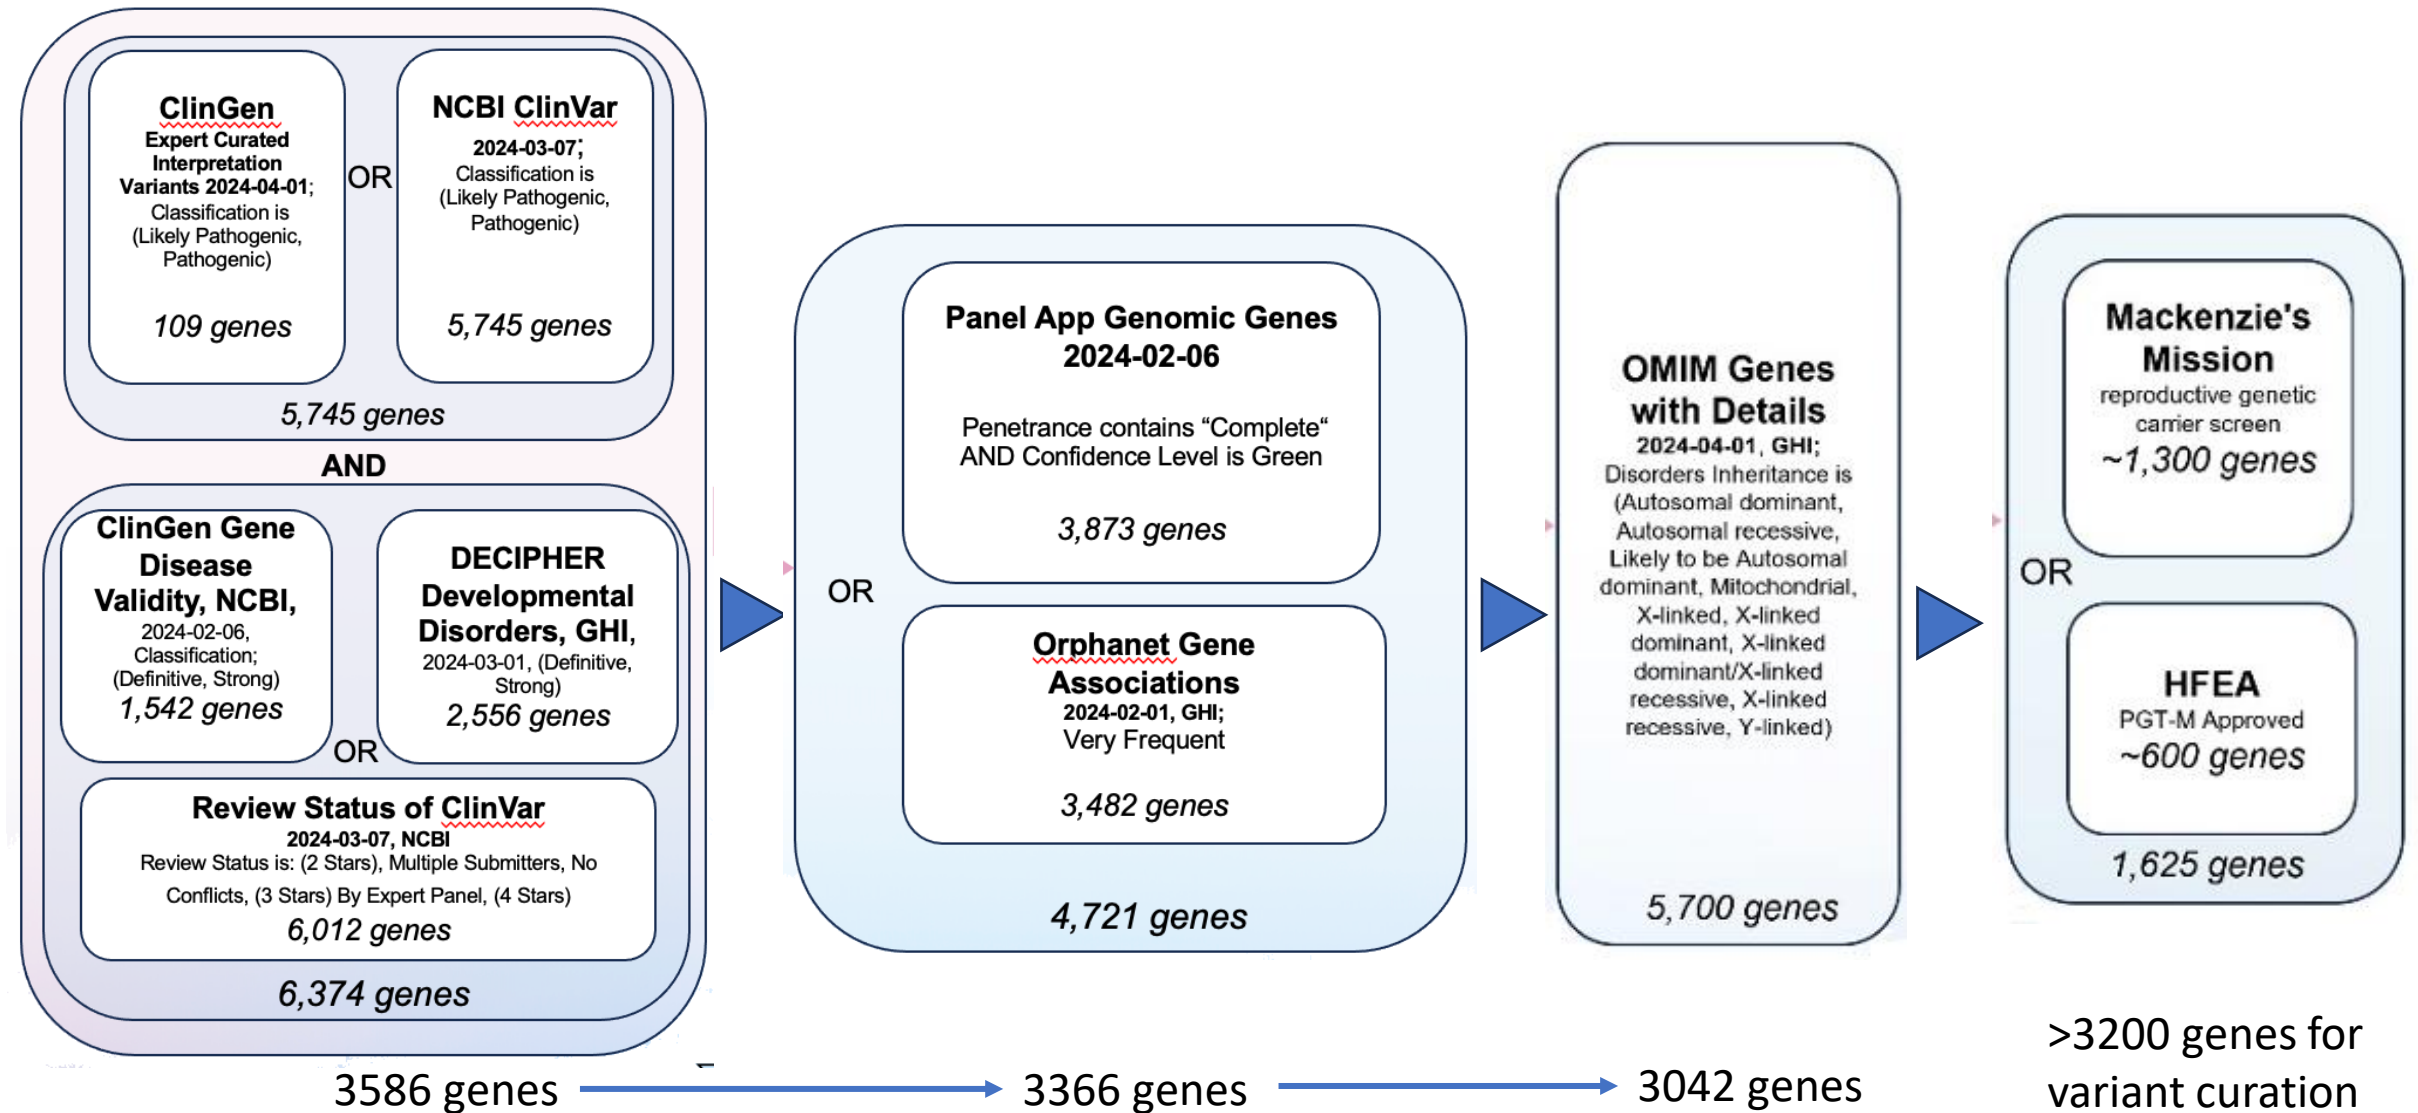 ClinGen
Expert Curated
Interpretation
Variants 2024-04-01;
Classification is
(Likely Pathogenic,
Pathogenic)
109 genes
OR
NCBI ClinVar
2024-03-07;
Classification is
(Likely Pathogenic,
Pathogenic)
5,745 genes
5,745 genes
AND
ClinGen Gene
Disease
Validity, NCBI,
2024-02-06,
Classification;
(Definitive, Strong)
1,542 genes
OR
DECIPHER
Developmental
Disorders, GHI,
2024-03-01, (Definitive,
Strong)
2,556 genes
Review Status of ClinVar
2024-03-07, NCBI
Review Status is: (2 Stars), Multiple Submitters, No
Conflicts, (3 Stars) By Expert Panel, (4 Stars)
6,012 genes
6,374 genes
OR
Panel App Genomic Genes
2024-02-06
Penetrance contains “Complete“
AND Confidence Level is Green
3,873 genes
Orphanet Gene
Associations
2024-02-01, GHI;
Very Frequent
3,482 genes
4,721 genes
OMIM Genes
with Details
2024-04-01, GHI;
Disorders Inheritance is
(Autosomal dominant,
Autosomal recessive,
Likely to be Autosomal
dominant, Mitochondrial,
X-linked, X-linked
dominant, X-linked
dominant/X-linked
recessive, X-linked
recessive, Y-linked)
5,700 genes
Mackenzie's
Mission
reproductive genetic
carrier screen
~1,300 genes
OR
HFEA
PGT-M Approved
~600 genes
1,625 genes
3586 genes
3366 genes
3042 genes
>3200 genes for
variant curation